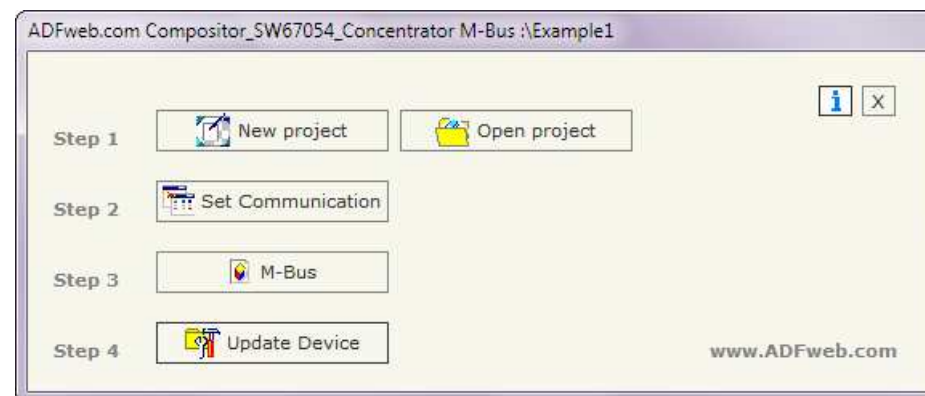 ADFweb.com Compositor_SW67054_Concentrator M-Bus :\Example1
i X
Step 1 New project Open project
Step 2 Set Communication
Step 3 M-Bus
Step 4 Update Device
www.ADFweb.com